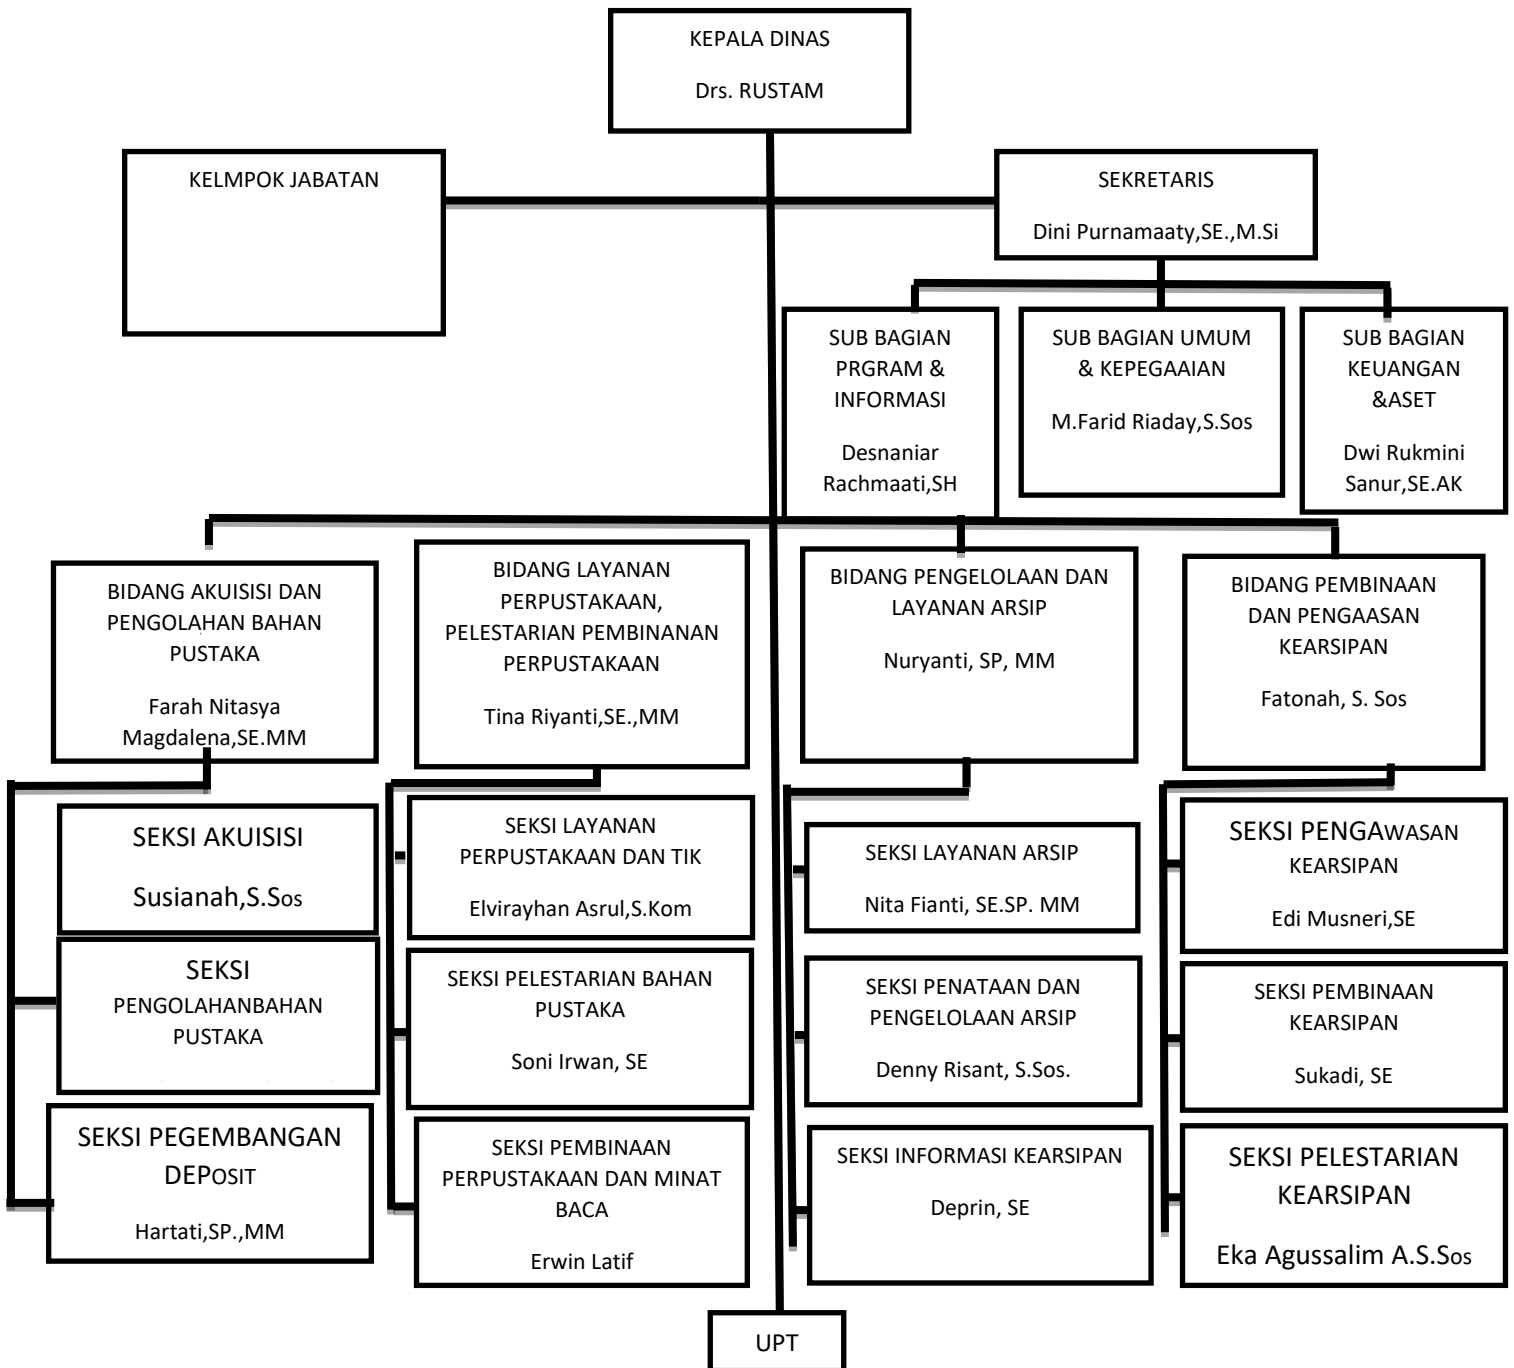 KEPALA DINAS
Drs. RUSTAM
KELMPOK JABATAN
SEKRETARIS
Dini Purnamaaty,SE.,M.Si
SUB BAGIAN
PRGRAM &
INFORMASI
Desnaniar
Rachmaati,SH
SUB BAGIAN UMUM
& KEPEGAAIAN
M.Farid Riaday,S.Sos
SUB BAGIAN
KEUANGAN
&ASET
Dwi Rukmini
Sanur,SE.AK
BIDANG AKUISISI DAN
PENGOLAHAN BAHAN
PUSTAKA
Farah Nitasya
Magdalena,SE.MM
BIDANG LAYANAN
PERPUSTAKAAN,
PELESTARIAN PEMBINANAN
PERPUSTAKAAN
Tina Riyanti,SE.,MM
BIDANG PENGELOLAAN DAN
LAYANAN ARSIP
Nuryanti, SP, MM
BIDANG PEMBINAAN
DAN PENGAASAN
KEARSIPAN
Fatonah, S. Sos
SEKSI AKUISISI
Susianah,S.Sos
SEKSI
PENGOLAHANBAHAN
PUSTAKA
SEKSI PEGEMBANGAN
DEPOSIT
Hartati,SP.,MM
SEKSI LAYANAN
PERPUSTAKAAN DAN TIK
Elvirayhan Asrul,S.Kom
SEKSI PELESTARIAN BAHAN
PUSTAKA
Soni Irwan, SE
SEKSI PEMBINAAN
PERPUSTAKAAN DAN MINAT
BACA
Erwin Latif
SEKSI LAYANAN ARSIP
Nita Fianti, SE.SP. MM
SEKSI PENATAAN DAN
PENGELOLAAN ARSIP
Denny Risant, S.Sos.
SEKSI INFORMASI KEARSIPAN
Deprin, SE
SEKSI PENGAWASAN
KEARSIPAN
Edi Musneri,SE
SEKSI PEMBINAAN
KEARSIPAN
Sukadi, SE
SEKSI PELESTARIAN
KEARSIPAN
Eka Agussalim A.S.Sos
UPT